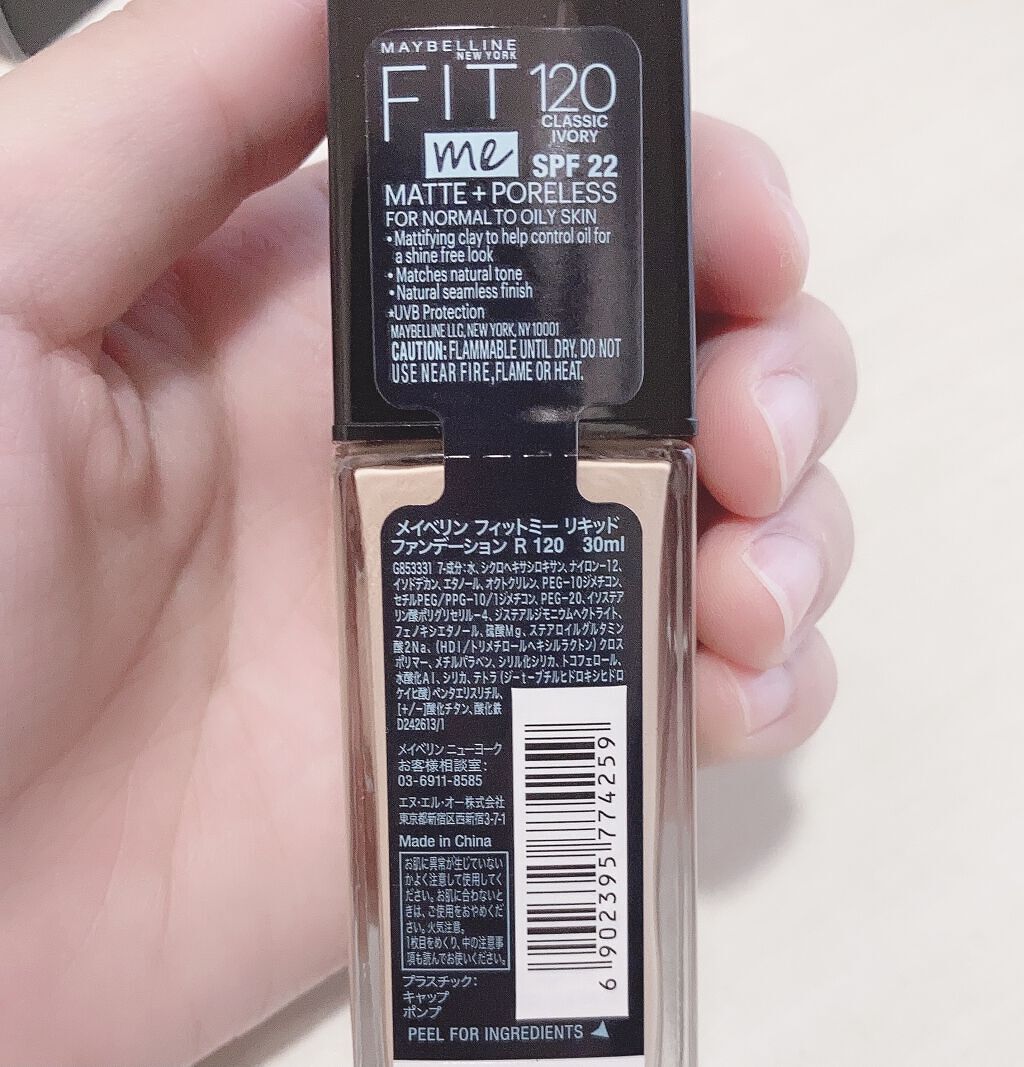 MAYBELLINE
NEW YORK
FIT
me
120
CLASSIC
IVORY
SPF 22
MATTE + PORELESS
FOR NORMAL TO OILY SKIN
•Mattifying clay to help control oil for
a shine free look
•Matches natural tone
•Natural seamless finish
*UVB Protection
MAYBELLINE LLC, NEW YORK, NY 10001
CAUTION: FLAMMABLE UNTIL DRY. DO NOT
USE NEAR FIRE, FLAME OR HEAT.
メイベリン フィットミー リキッド
ファンデーション R 120 30ml
G853331 7-成分:水、シクロヘキサシロキサン、ナイロン-12、
イソドデカン、エタノール、オクトクリレン、PEG-10ジメチコン、
セチルPEG/PPG-10/1ジメチコン、PEG-20、イソステア
リン酸ポリグリセリル-4、ジステアルジモニウムヘクトライト、
フェノキシエタノール、硫酸Mg、ステアロイルグルタミン
酸2Na、(HDI/トリメチロールヘキシルラクトン)クロス
ポリマー、メチルパラベン、シリル化シリカ、トコフェロール、
水酸化Al、シリカ、テトラ(ジ-t-ブチルヒドロキシヒドロ
ケイヒ酸)ペンタエリスリチル、
[+/-]酸化チタン、酸化鉄
D242613/1
メイベリン ニューヨーク
お客様相談室:
03-6911-8585
エヌ・エル・オー株式会社
東京都新宿区西新宿3-7-1
Made in China
お肌に異常が生じていない
かよく注意して使用してく
ださい。お肌に合わないと
きは、ご使用をおやめくだ
さい。火気注意。
1枚目をめくり、中の注意事
項も読んでお使いください。
プラスチック:
キャップ
ポンプ
PEEL FOR INGREDIENTS
6 902395 774259